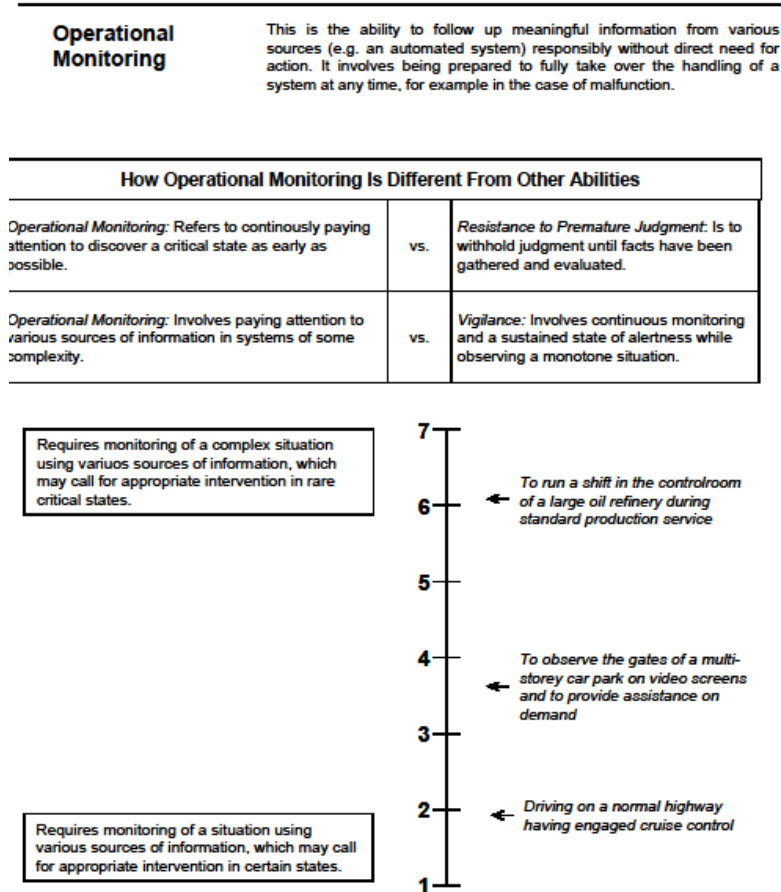 Operational
Monitoring
This is the ability to follow up meaningful information from various
sources (e.g. an automated system) responsibly without direct need for
action. It involves being prepared to fully take over the handling of a
system at any time, for example in the case of malfunction.
How Operational Monitoring Is Different From Other Abilities
Operational Monitoring: Refers to continously paying
attention to discover a critical state as early as
possible.
vs.
Resistance to Premature Judgment: Is to
withhold judgment until facts have been
gathered and evaluated.
Operational Monitoring: Involves paying attention to
various sources of information in systems of some
complexity.
vs.
Vigilance: Involves continuous monitoring
and a sustained state of alertness while
observing a monotone situation.
Requires monitoring of a complex situation
using variuos sources of information, which
may call for appropriate intervention in rare
critical states.
7
6
To run a shift in the controlroom
of a large oil refinery during
standard production service
5
4
To observe the gates of a multi-
storey car park on video screens
and to provide assistance on
demand
3
2
Driving on a normal highway
having engaged cruise control
Requires monitoring of a situation using
various sources of information, which may call
for appropriate intervention in certain states.
1